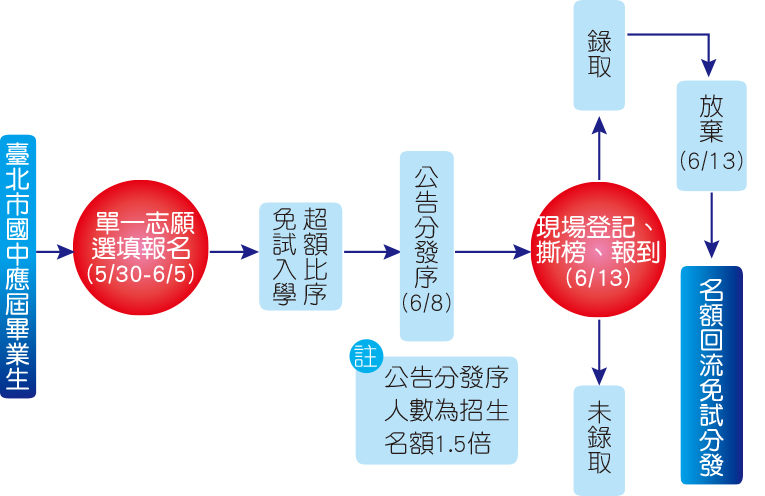 臺北市國中應屆畢業生
單一志願
選填報名
(5/30-6/5)
超額比序
免試入學
公告分發序
(6/8)
註
公告分發序
人數為招生
名額1.5倍
現場登記、
撕榜、報到
(6/13)
錄取
放棄
(6/13)
名額回流免試分發
未錄取